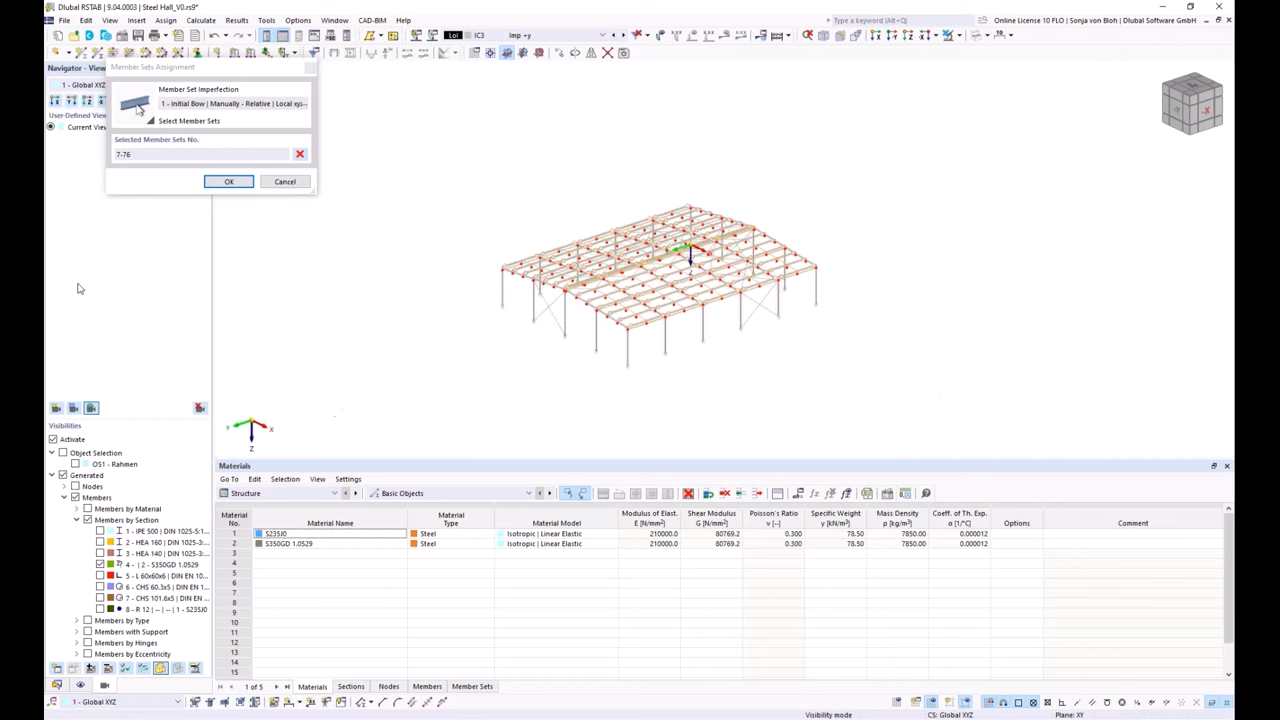 Dlubal RSTAB | 9.04.0003 | Steel Hall_V0.rs9*
File Edit View Insert Assign Calculate Results Tools Options Window CAD-BIM Help
Type a keyword (Alt+Q)
Online License 10 FLO | Sonja von Bloh | Dlubal Software GmbH
LoI IC3 Imp +y
Navigator - View
Member Sets Assignment
1 - Global XYZ
Member Set Imperfection
1 - Initial Bow | Manually - Relative | Local xyz...
Select Member Sets
User-Defined View
Current View
Selected Member Sets No.
7-76
OK Cancel
Visibilities
Activate
Object Selection
OS1 - Rahmen
Generated
Nodes
Members
Members by Material
Members by Section
1 - IPE 500 | DIN 1025-5:1...
2 - HEA 160 | DIN 1025-3:...
3 - HEA 140 | DIN 1025-3:...
4 - | 2 - S350GD 1.0529
5 - L 60x60x6 | DIN EN 10...
6 - CHS 60.3x5 | DIN EN 1...
7 - CHS 101.6x5 | DIN EN ...
8 - R 12 | -- | -- | 1 - S235J0
Members by Type
Members with Support
Members by Hinges
Members by Eccentricity
X
Y
Z
Materials
Go To Edit Selection View Settings
Structure Basic Objects
Material No. Material Name Material Type Material Model Modulus of Elast. E [N/mm²] Shear Modulus G [N/mm²] Poisson's Ratio ν [--] Specific Weight γ [kN/m³] Mass Density ρ [kg/m³] Coeff. of Th. Exp. α [1/°C] Options Comment
1 S235J0 Steel Isotropic | Linear Elastic 210000.0 80769.2 0.300 78.50 7850.00 0.000012
2 S350GD 1.0529 Steel Isotropic | Linear Elastic 210000.0 80769.2 0.300 78.50 7850.00 0.000012
3
4
5
6
7
8
9
10
11
12
13
14
15
1 of 5 Materials Sections Nodes Members Member Sets
1 - Global XYZ
Visibility mode CS: Global XYZ Plane: XY